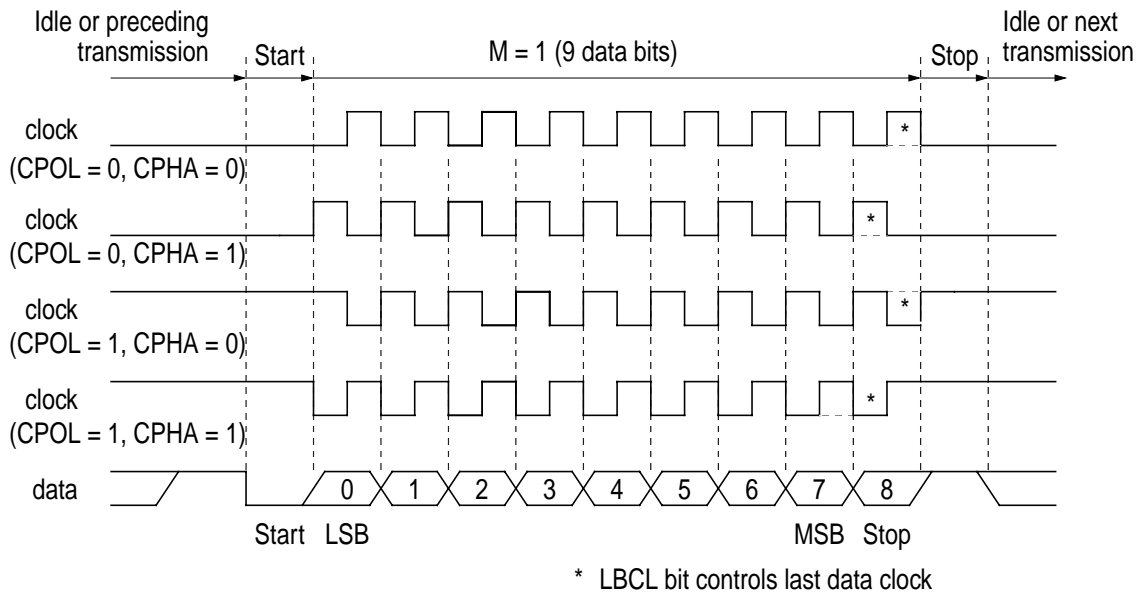 Idle or preceding
transmission
Start
M = 1 (9 data bits)
Stop
Idle or next
transmission
clock
(CPOL = 0, CPHA = 0)
*
clock
(CPOL = 0, CPHA = 1)
*
clock
(CPOL = 1, CPHA = 0)
*
clock
(CPOL = 1, CPHA = 1)
*
data
0 1 2 3 4 5 6 7 8
Start LSB MSB Stop
* LBCL bit controls last data clock